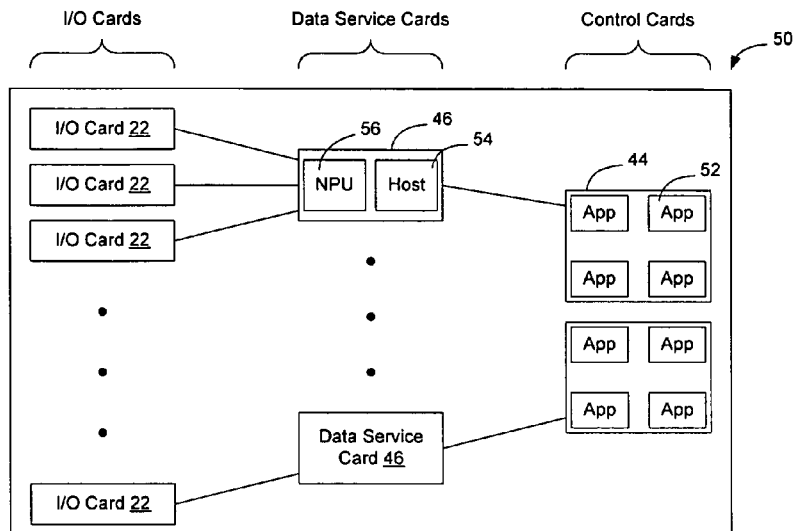 I/O Cards
Data Service Cards
Control Cards
50
I/O Card 22
I/O Card 22
I/O Card 22
56
46
54
NPU
Host
44
52
App
App
App
App
App
App
App
App
Data Service
Card 46
I/O Card 22